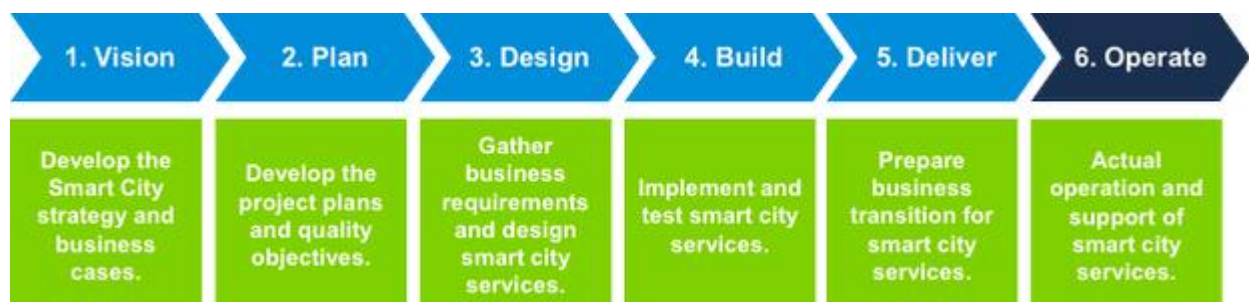 1. Vision
2. Plan
3. Design
4. Build
5. Deliver
6. Operate
Develop the
Smart City
strategy and
business
cases.
Develop the
project plans
and quality
objectives.
Gather
business
requirements
and design
smart city
services.
Implement and
test smart city
services.
Prepare
business
transition for
smart city
services.
Actual
operation and
support of
smart city
services.